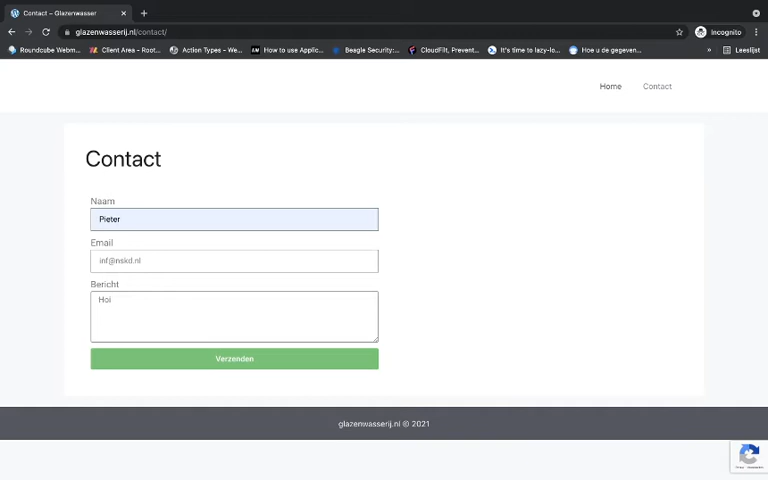 Contact – Glazenwasser
glazenwasserij.nl/contact/
Incognito
Roundcube Webm...
Client Area - Root...
Action Types - We...
How to use Applic...
Beagle Security:...
CloudFilt, Prevent...
It's time to lazy-lo...
Hoe u de gegeven...
»
Leeslijst
Home
Contact
Contact
Naam
Pieter
Email
inf@nskd.nl
Bericht
Hoi
Verzenden
glazenwasserij.nl © 2021